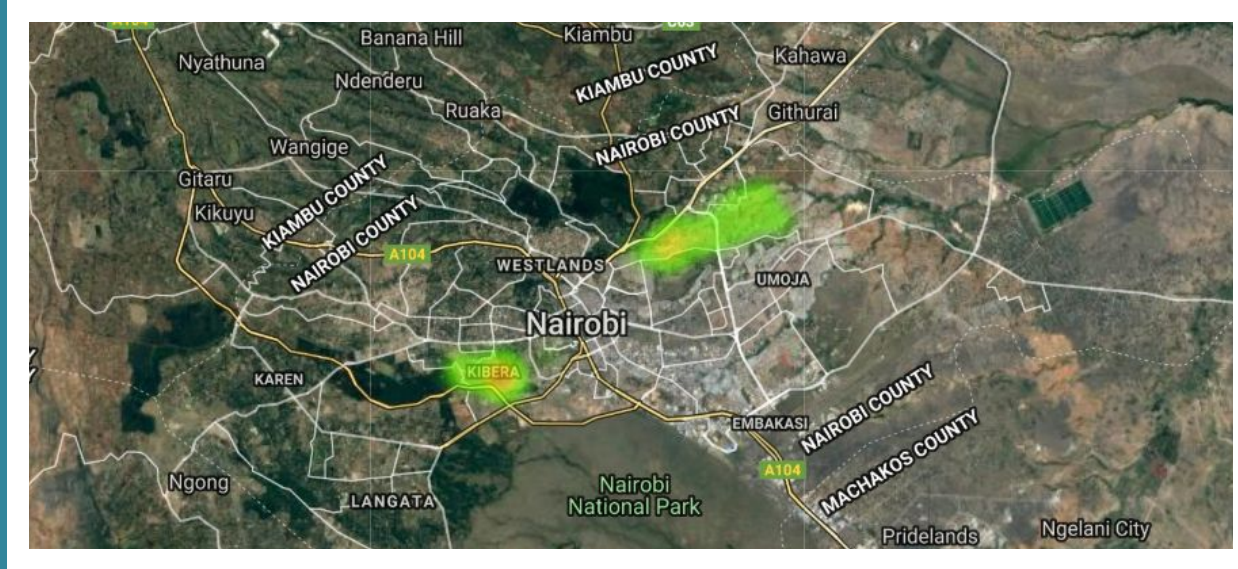 A104
Banana Hill
Kiambu
C63
Nyathuna
KIAMBU COUNTY
Kahawa
Ndenderu
Ruaka
Githurai
NAIROBI COUNTY
Wangige
Gitaru
KIAMBU COUNTY
Kikuyu
NAIROBI COUNTY
A104
WESTLANDS
UMOJA
Nairobi
KAREN
KIBERA
EMBAKASI
NAIROBI COUNTY
A104
MACHAKOS COUNTY
Ngong
LANGATA
Nairobi
National Park
Pridelands
Ngelani City